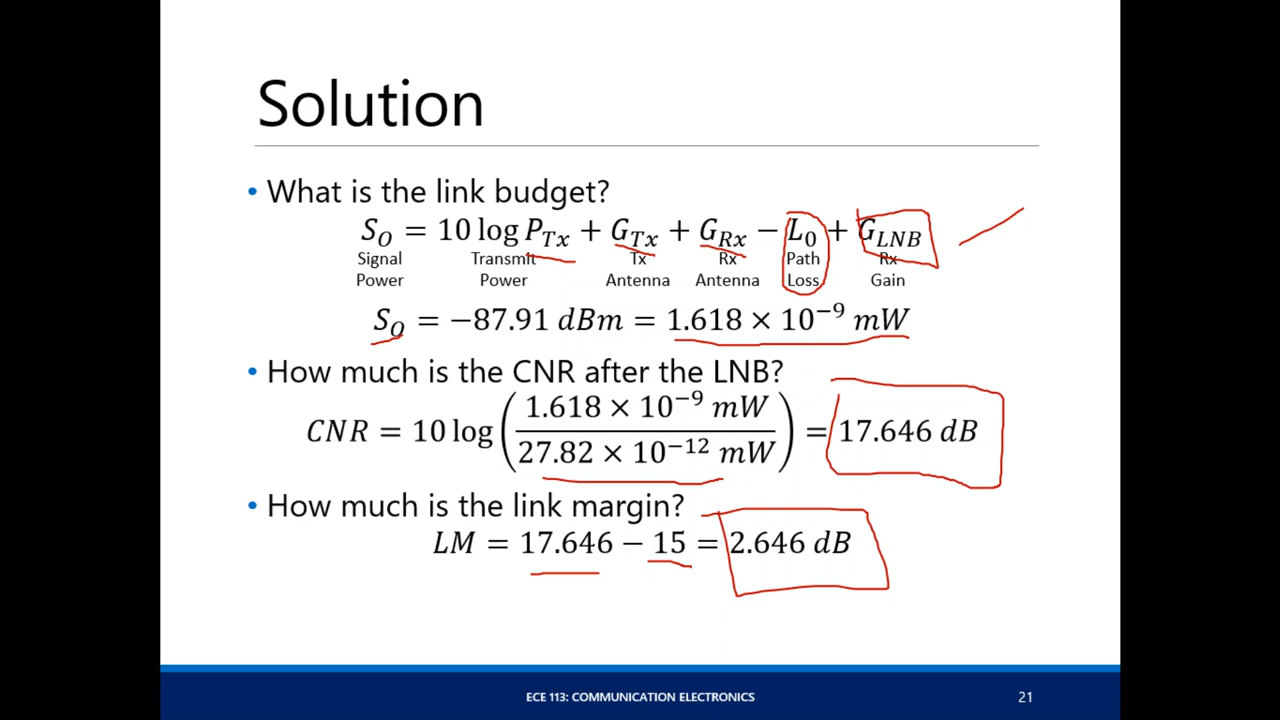 Solution
• What is the link budget?
S_O = 10 log P_Tx + G_Tx + G_Rx − L_0 + G_LNB
Signal Transmit Tx Rx Path Rx
Power Power Antenna Antenna Loss Gain
S_O = −87.91 dBm = 1.618 × 10^−9 mW
• How much is the CNR after the LNB?
CNR = 10 log (1.618 × 10^−9 mW / 27.82 × 10^−12 mW) = 17.646 dB
• How much is the link margin?
LM = 17.646 − 15 = 2.646 dB
ECE 113: COMMUNICATION ELECTRONICS
21